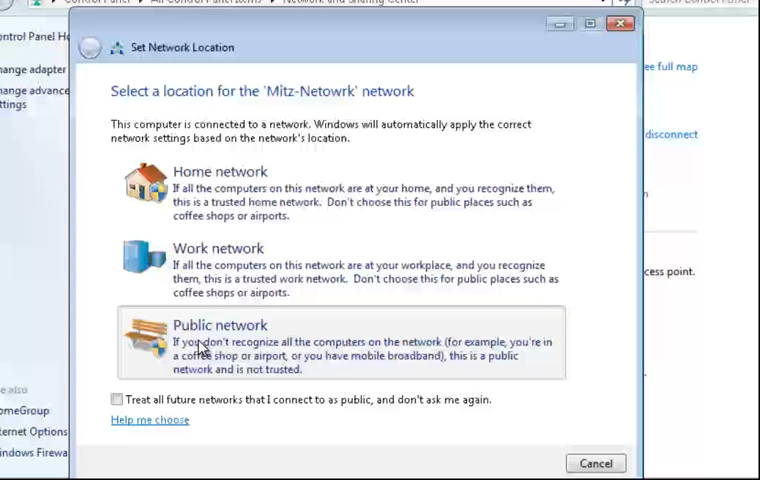 Control Panel
All Control Panel Items
Network and Sharing Center
Set Network Location
ontrol Panel Ho
hange adapter
hange advance
ttings
ee full map
disconnect
cess point.
Select a location for the 'Mitz-Netowrk' network
This computer is connected to a network. Windows will automatically apply the correct
network settings based on the network's location.
Home network
If all the computers on this network are at your home, and you recognize them,
this is a trusted home network. Don't choose this for public places such as
coffee shops or airports.
Work network
If all the computers on this network are at your workplace, and you recognize
them, this is a trusted work network. Don't choose this for public places such as
coffee shops or airports.
Public network
If you don't recognize all the computers on the network (for example, you're in
a coffee shop or airport, or you have mobile broadband), this is a public
network and is not trusted.
Treat all future networks that I connect to as public, and don't ask me again.
Help me choose
e also
omeGroup
ternet Options
indows Firewa
Cancel